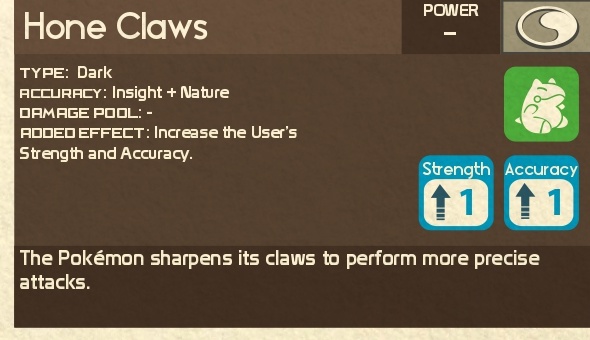 Hone Claws
POWER
–
TYPE: Dark
ACCURACY: Insight + Nature
DAMAGE POOL: -
ADDED EFFECT: Increase the User's
Strength and Accuracy.
Strength
1
Accuracy
1
The Pokémon sharpens its claws to perform more precise
attacks.